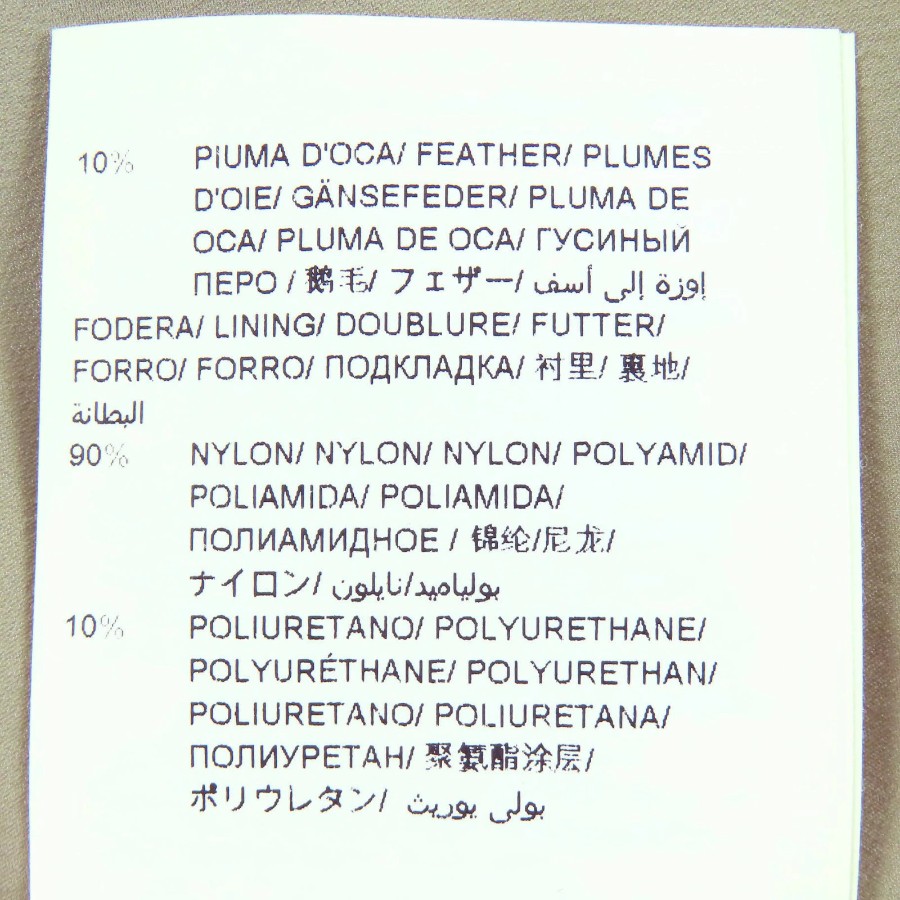 10% PIUMA D'OCA/ FEATHER/ PLUMES
D'OIE/ GÄNSEFEDER/ PLUMA DE
OCA/ PLUMA DE OCA/ ГУСИНЫЙ
ПЕРО / 鹅毛/ フェザー/ إوزة إلى أسف
FODERA/ LINING/ DOUBLURE/ FUTTER/
FORRO/ FORRO/ ПОДКЛАДКА/ 衬里/ 裏地/
البطانة
90% NYLON/ NYLON/ NYLON/ POLYAMID/
POLIAMIDA/ POLIAMIDA/
ПОЛИАМИДНОЕ / 锦纶/尼龙/
ナイロン/ بولياميد/نايلون
10% POLIURETANO/ POLYURETHANE/
POLYURÉTHANE/ POLYURETHAN/
POLIURETANO/ POLIURETANA/
ПОЛИУРЕТАН/ 聚氨酯涂层/
ポリウレタン/ بولي يوريث